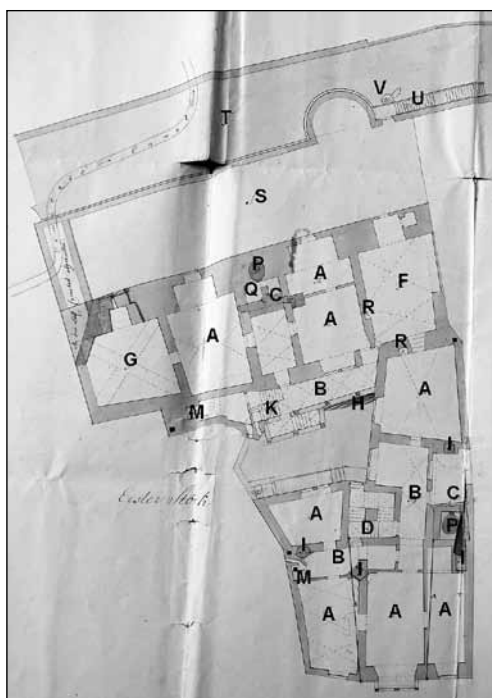 V U
T
S
P A
Q C F
A A R
G R
B A
M K H
I
Erster Stock
B C
A D P
I B I I
M
A A A